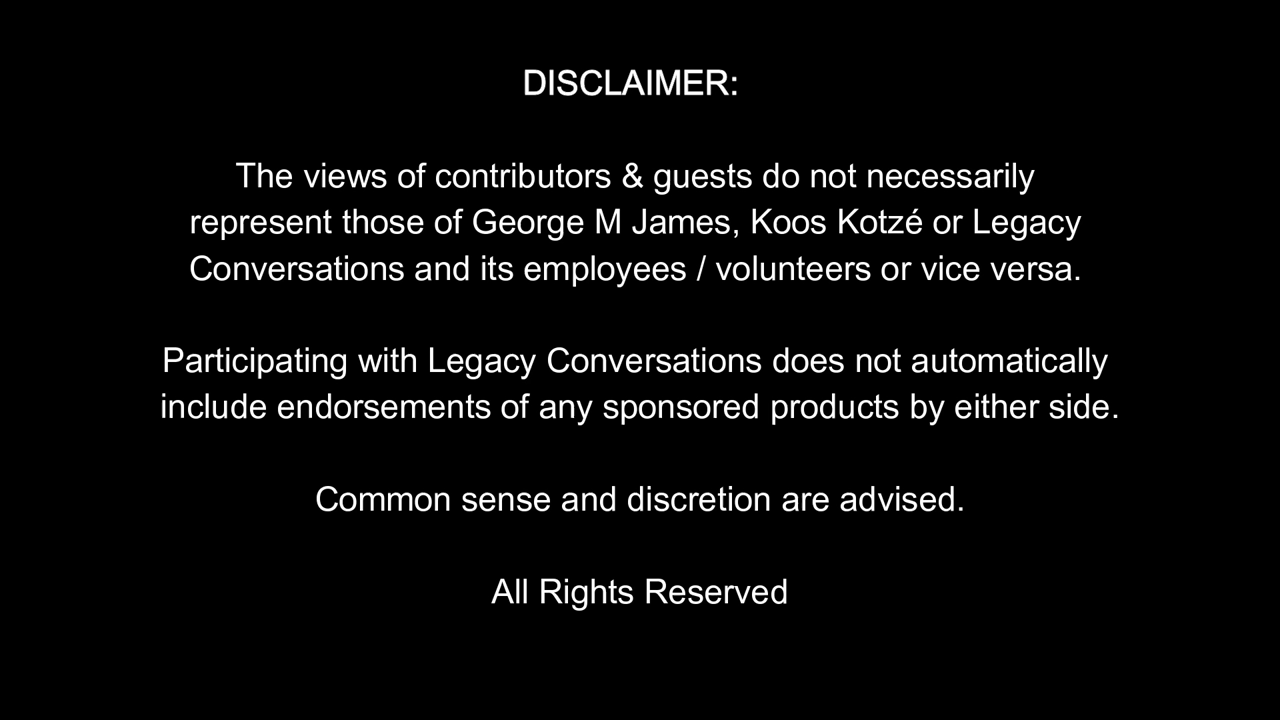 DISCLAIMER:
The views of contributors & guests do not necessarily
represent those of George M James, Koos Kotzé or Legacy
Conversations and its employees / volunteers or vice versa.
Participating with Legacy Conversations does not automatically
include endorsements of any sponsored products by either side.
Common sense and discretion are advised.
All Rights Reserved